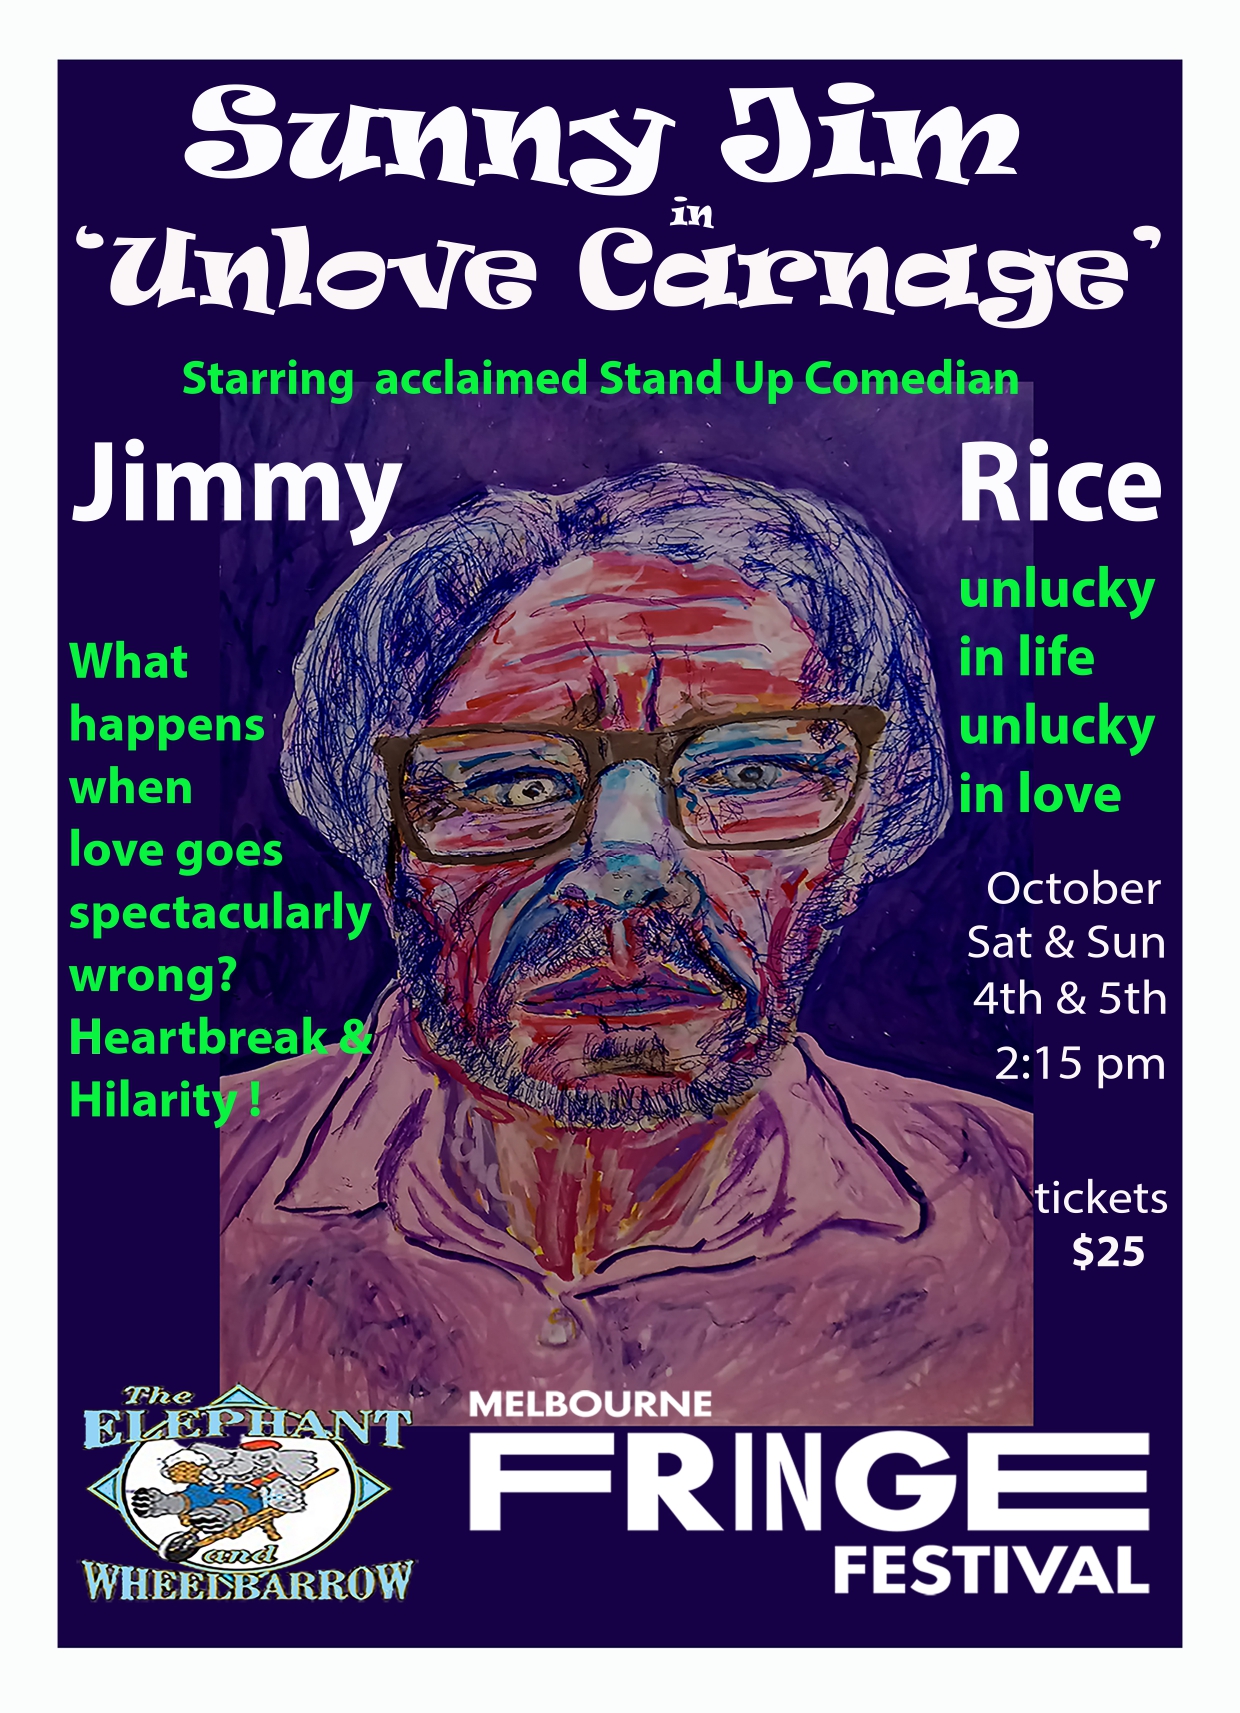 Sunny Jim
in
‘Unlove Carnage’
Starring acclaimed Stand Up Comedian
Jimmy Rice
What
happens
when
love goes
spectacularly
wrong?
Heartbreak &
Hilarity !
unlucky
in life
unlucky
in love
October
Sat & Sun
4th & 5th
2:15 pm
tickets
$25
The
ELEPHANT
and
WHEELBARROW
MELBOURNE
FRINGE
FESTIVAL